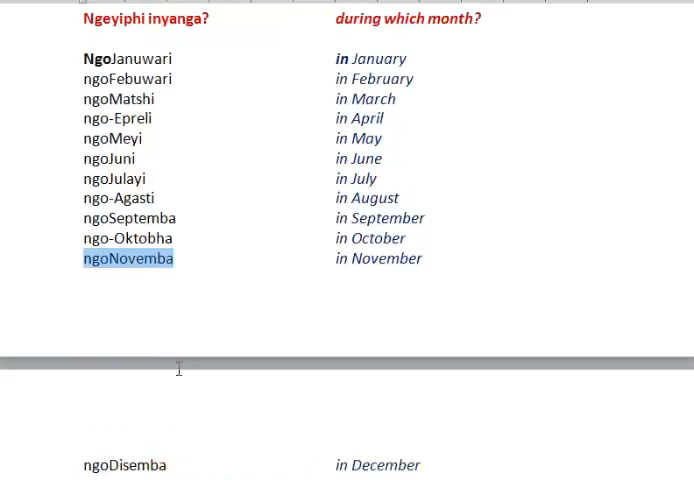 Ngeyiphi inyanga? during which month?
NgoJanuwari in January
ngoFebuwari in February
ngoMatshi in March
ngo-Epreli in April
ngoMeyi in May
ngoJuni in June
ngoJulayi in July
ngo-Agasti in August
ngoSeptemba in September
ngo-Oktobha in October
ngoNovemba in November
ngoDisemba in December